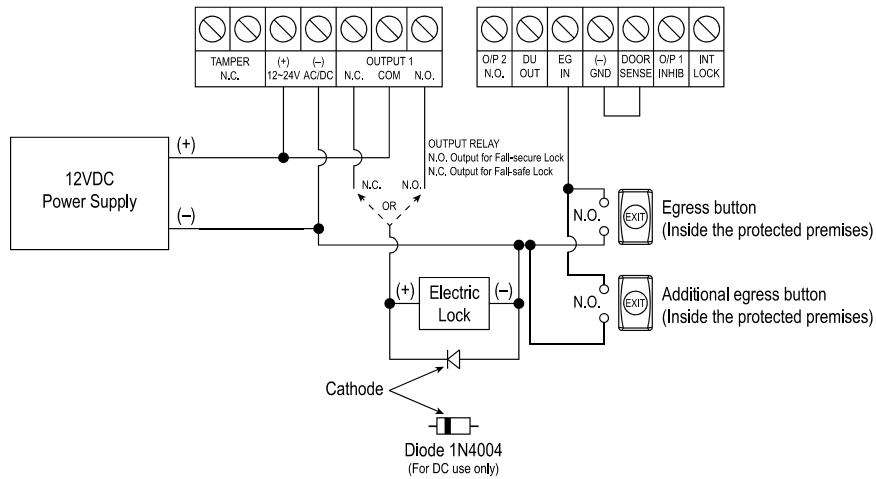 TAMPER
N.C.
(+)
12~24V
(–)
AC/DC
OUTPUT 1
N.C. COM N.O.
O/P 2
N.O.
DU
OUT
EG
IN
(–)
GND
DOOR
SENSE
O/P 1
INHIB
INT
LOCK
12VDC
Power Supply
(+)
(–)
OUTPUT RELAY
N.O. Output for Fall-secure Lock
N.C. Output for Fall-safe Lock
N.C. N.O.
OR
N.O.
EXIT
Egress button
(Inside the protected premises)
N.O.
EXIT
Additional egress button
(Inside the protected premises)
(+)
Electric
Lock
(–)
Cathode
Diode 1N4004
(For DC use only)